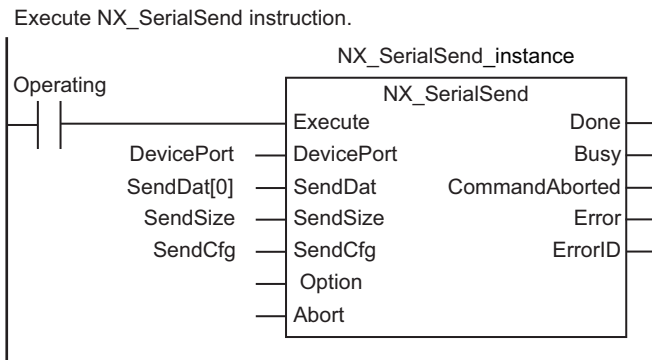 Execute NX_SerialSend instruction.
NX_SerialSend_instance
Operating
NX_SerialSend
Execute Done
DevicePort DevicePort Busy
SendDat[0] SendDat CommandAborted
SendSize SendSize Error
SendCfg SendCfg ErrorID
Option
Abort